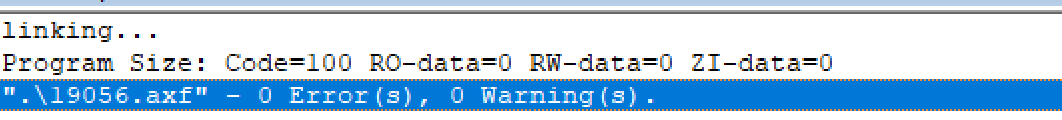 linking...
Program Size: Code=100 RO-data=0 RW-data=0 ZI-data=0
".\19056.axf" - 0 Error(s), 0 Warning(s).